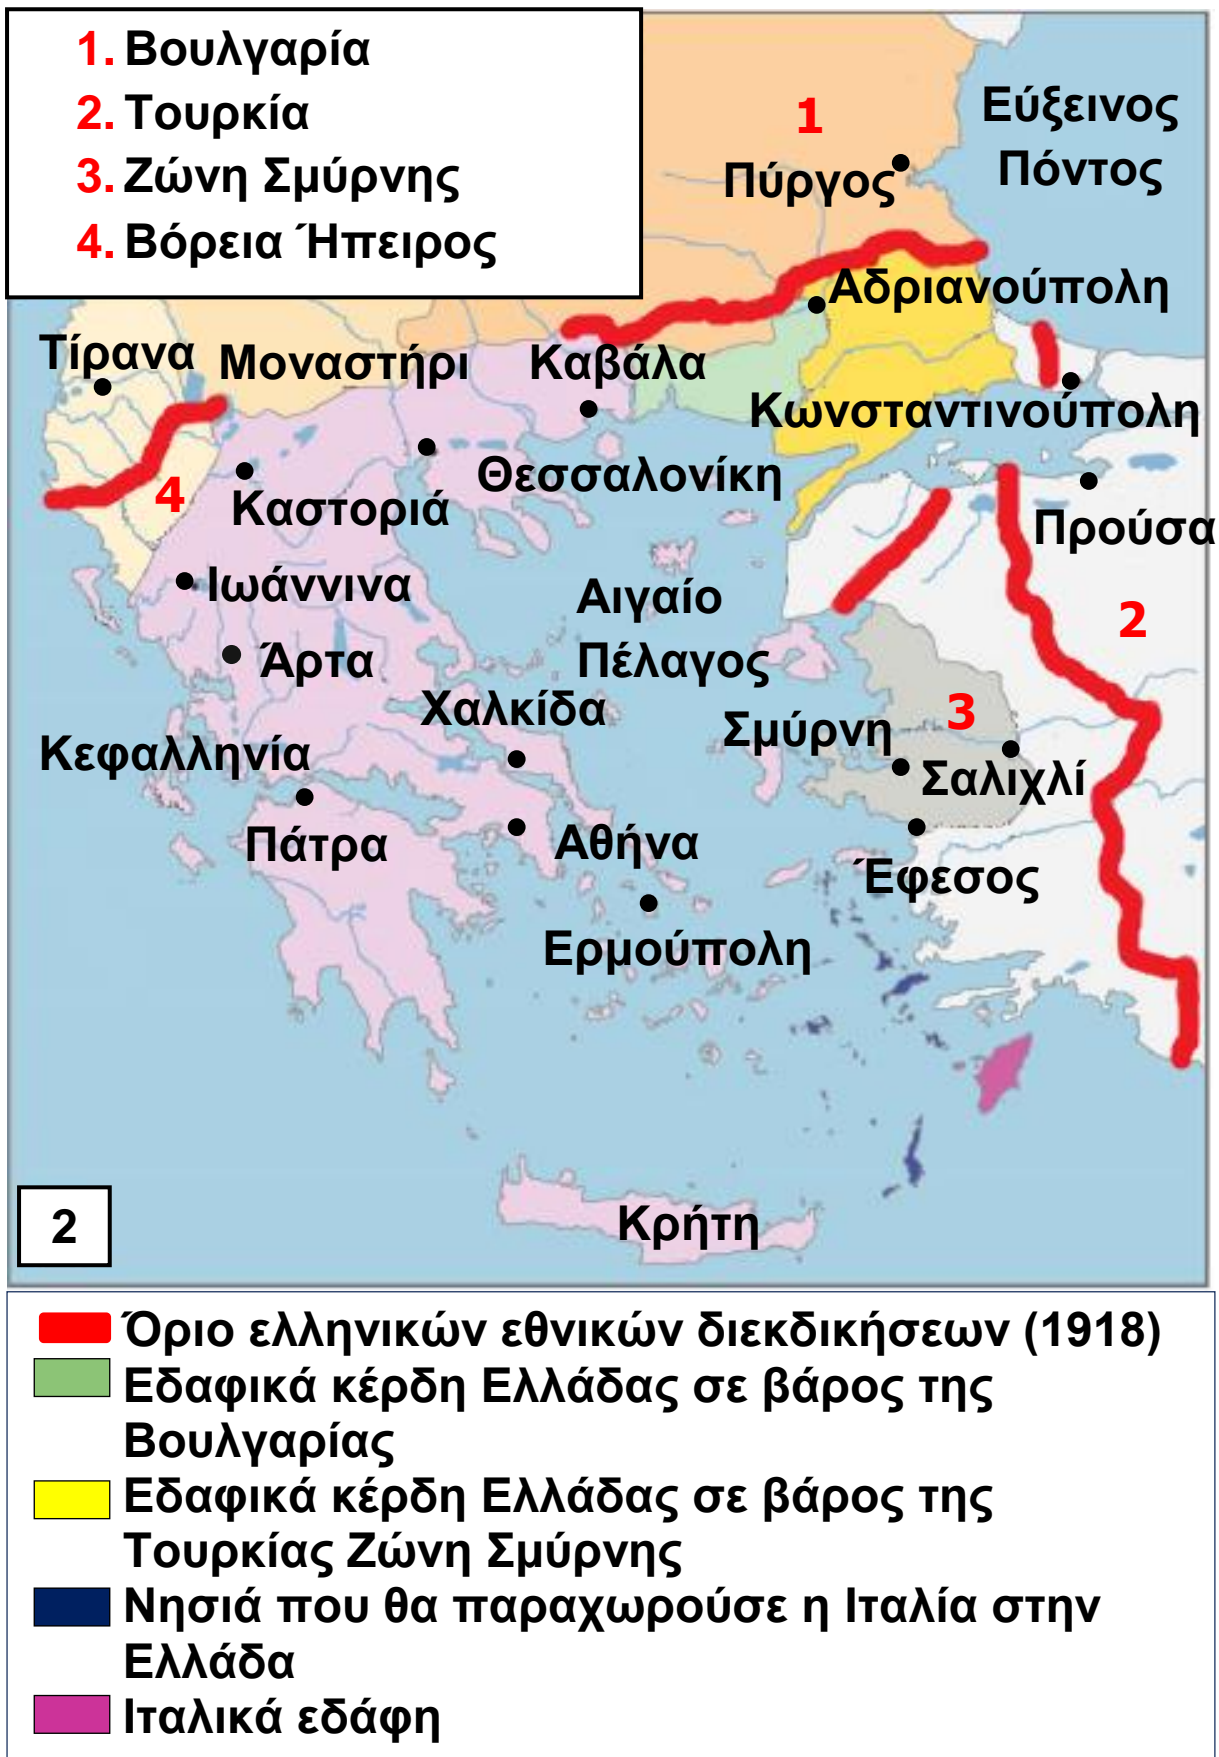 1. Βουλγαρία
2. Τουρκία
3. Ζώνη Σμύρνης
4. Βόρεια Ήπειρος
1
Εύξεινος
Πόντος
Πύργος
Αδριανούπολη
Τίρανα
Μοναστήρι
Καβάλα
Κωνσταντινούπολη
Θεσσαλονίκη
4
Καστοριά
Προύσα
Ιωάννινα
Αιγαίο
Πέλαγος
2
Άρτα
Χαλκίδα
3
Σμύρνη
Κεφαλληνία
Σαλιχλί
Πάτρα
Αθήνα
Έφεσος
Ερμούπολη
2
Κρήτη
Όριο ελληνικών εθνικών διεκδικήσεων (1918)
Εδαφικά κέρδη Ελλάδας σε βάρος της
Βουλγαρίας
Εδαφικά κέρδη Ελλάδας σε βάρος της
Τουρκίας Ζώνη Σμύρνης
Νησιά που θα παραχωρούσε η Ιταλία στην
Ελλάδα
Ιταλικά εδάφη